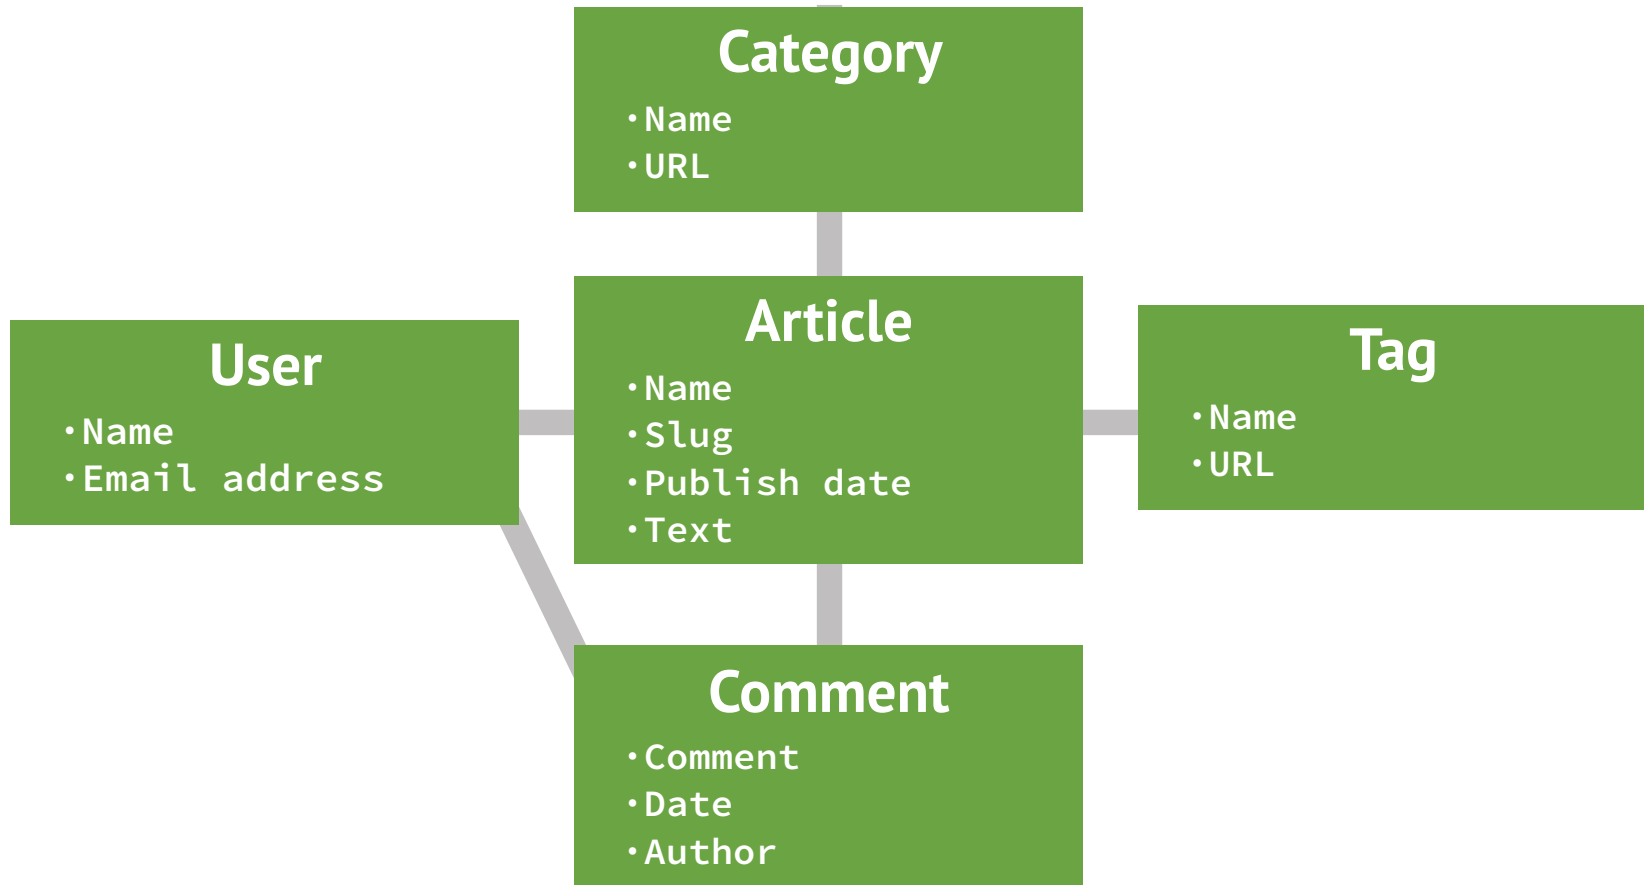 Category
·Name
·URL
Article
·Name
·Slug
·Publish date
·Text
User
·Name
·Email address
Tag
·Name
·URL
Comment
·Comment
·Date
·Author